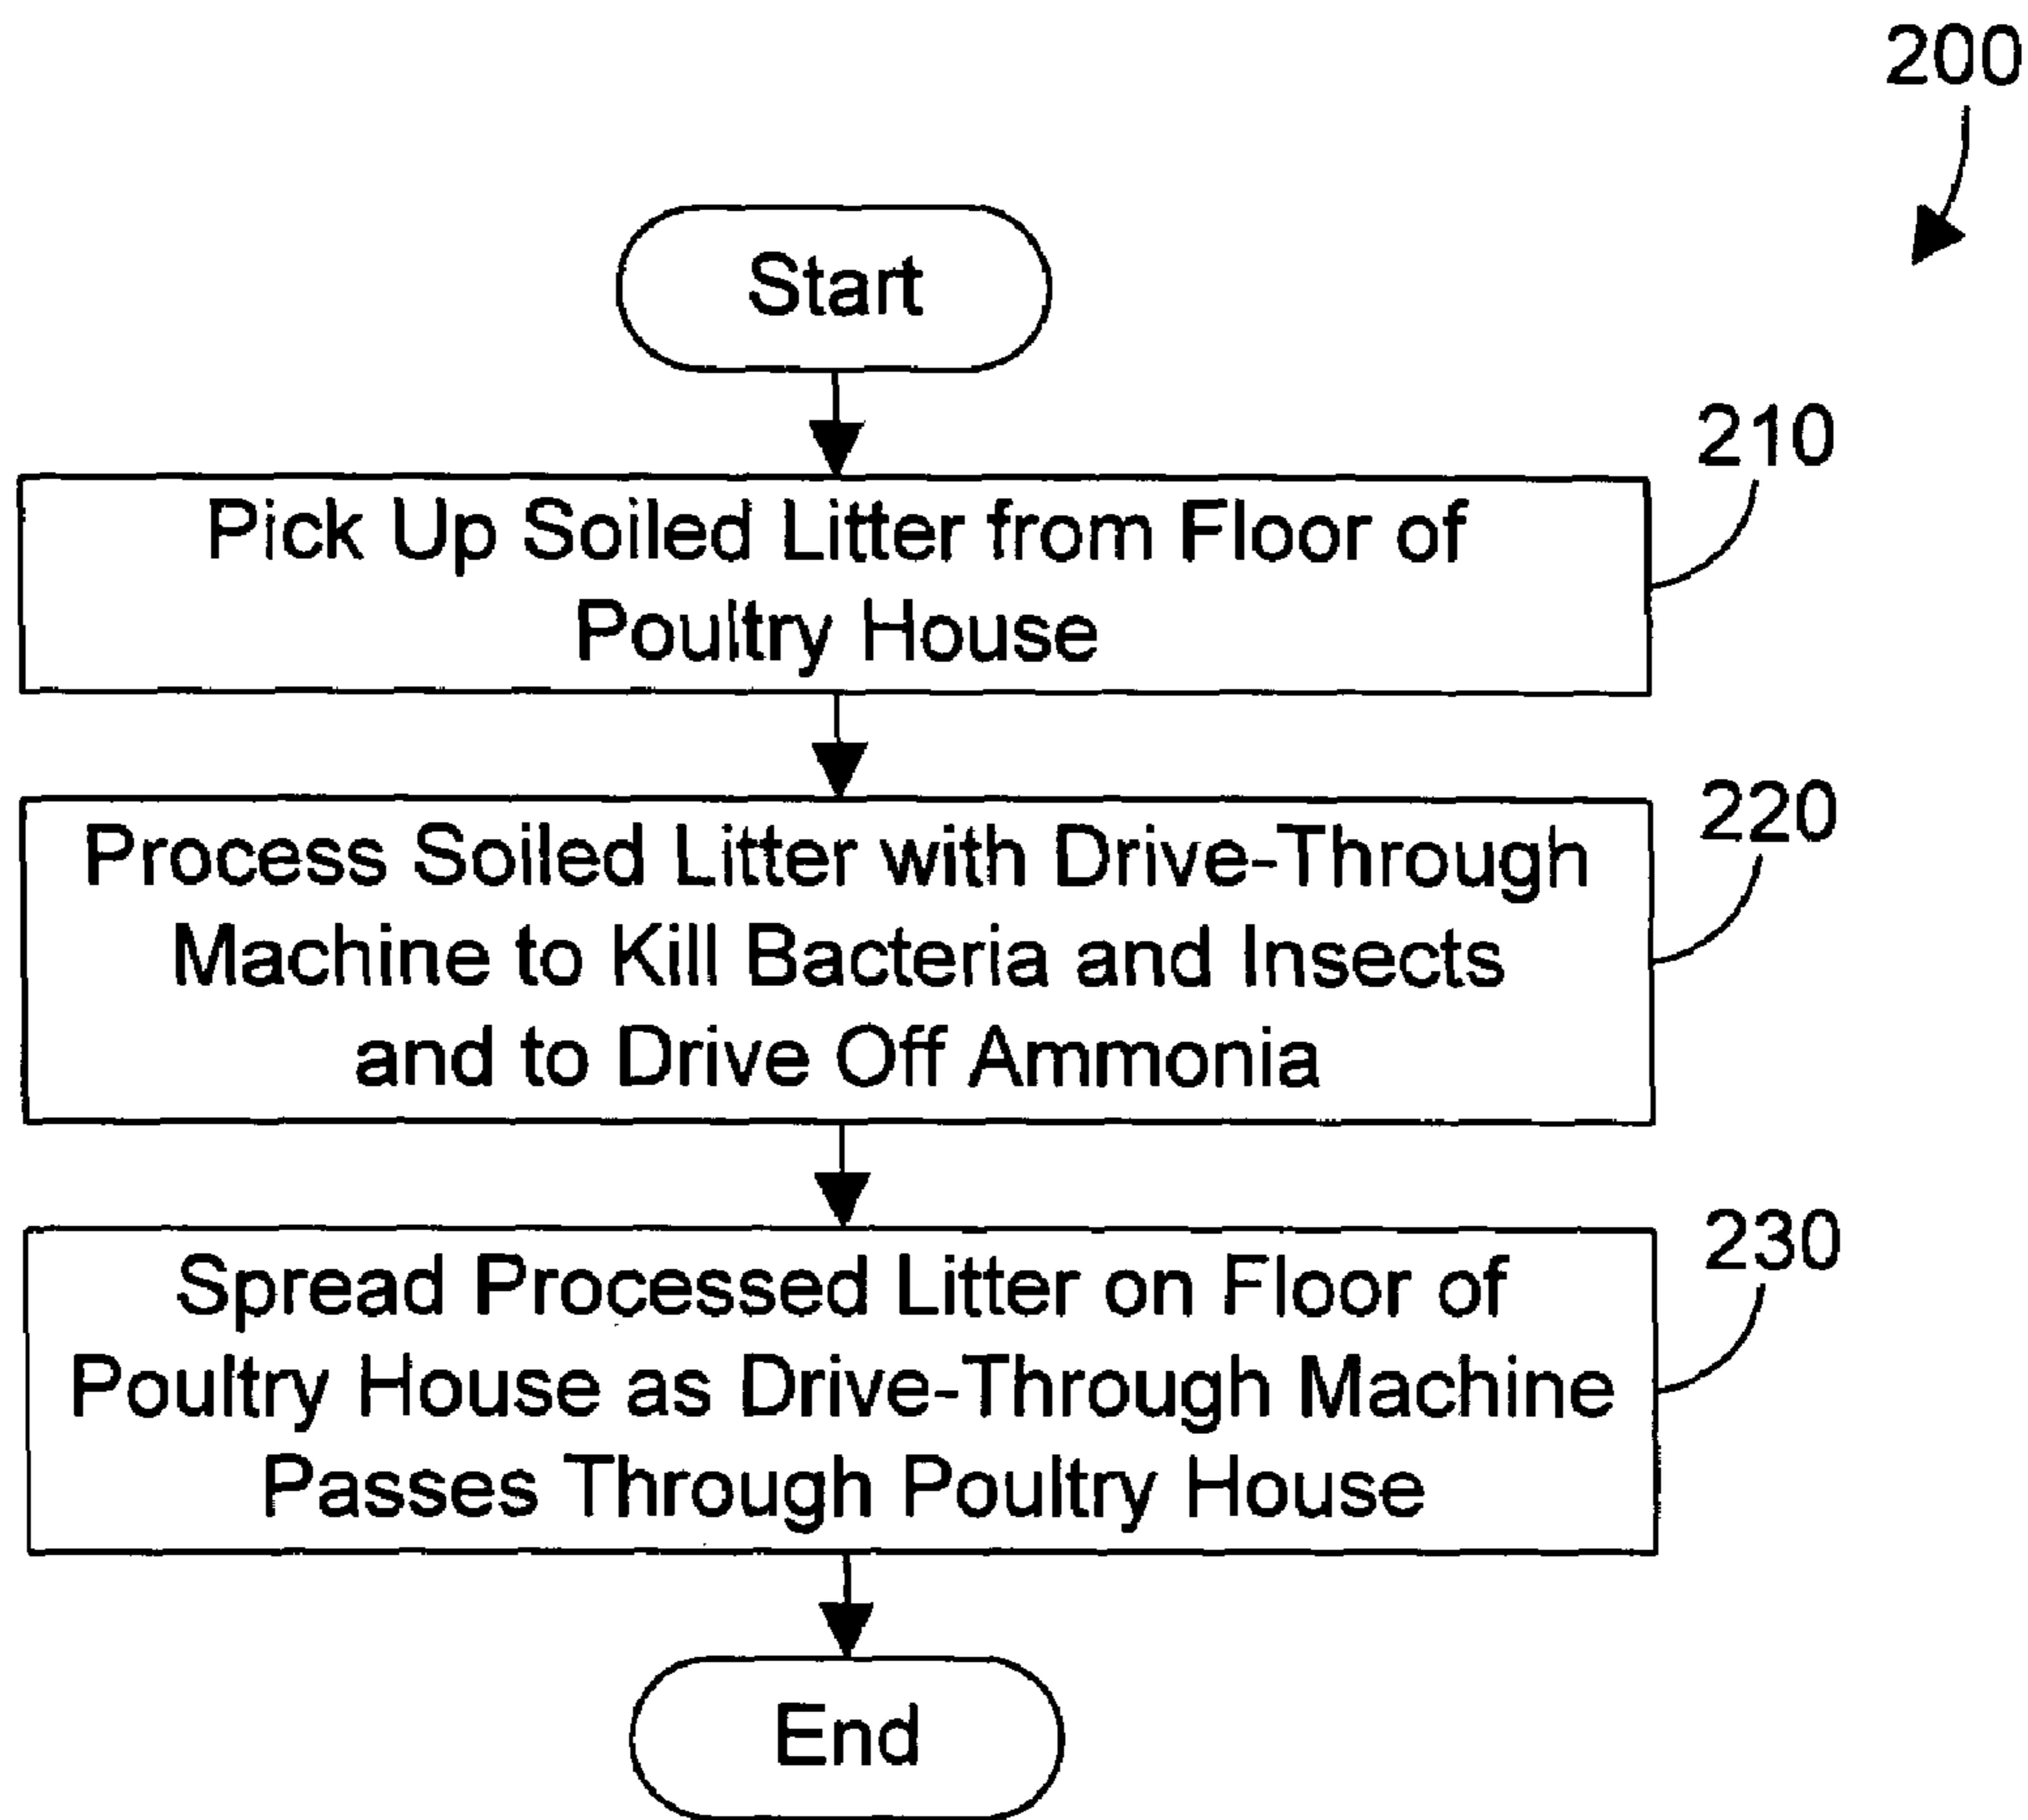 200
Start
210
Pick Up Soiled Litter from Floor of
Poultry House
220
Process Soiled Litter with Drive-Through
Machine to Kill Bacteria and Insects
and to Drive Off Ammonia
230
Spread Processed Litter on Floor of
Poultry House as Drive-Through Machine
Passes Through Poultry House
End